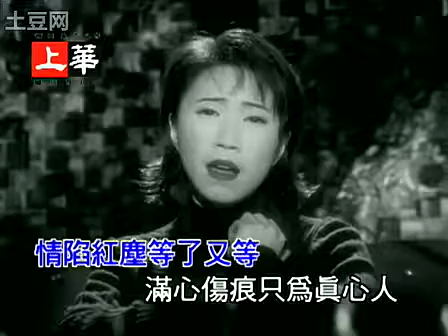 土豆网
上華
情陷紅塵等了又等
滿心傷痕只為真心人